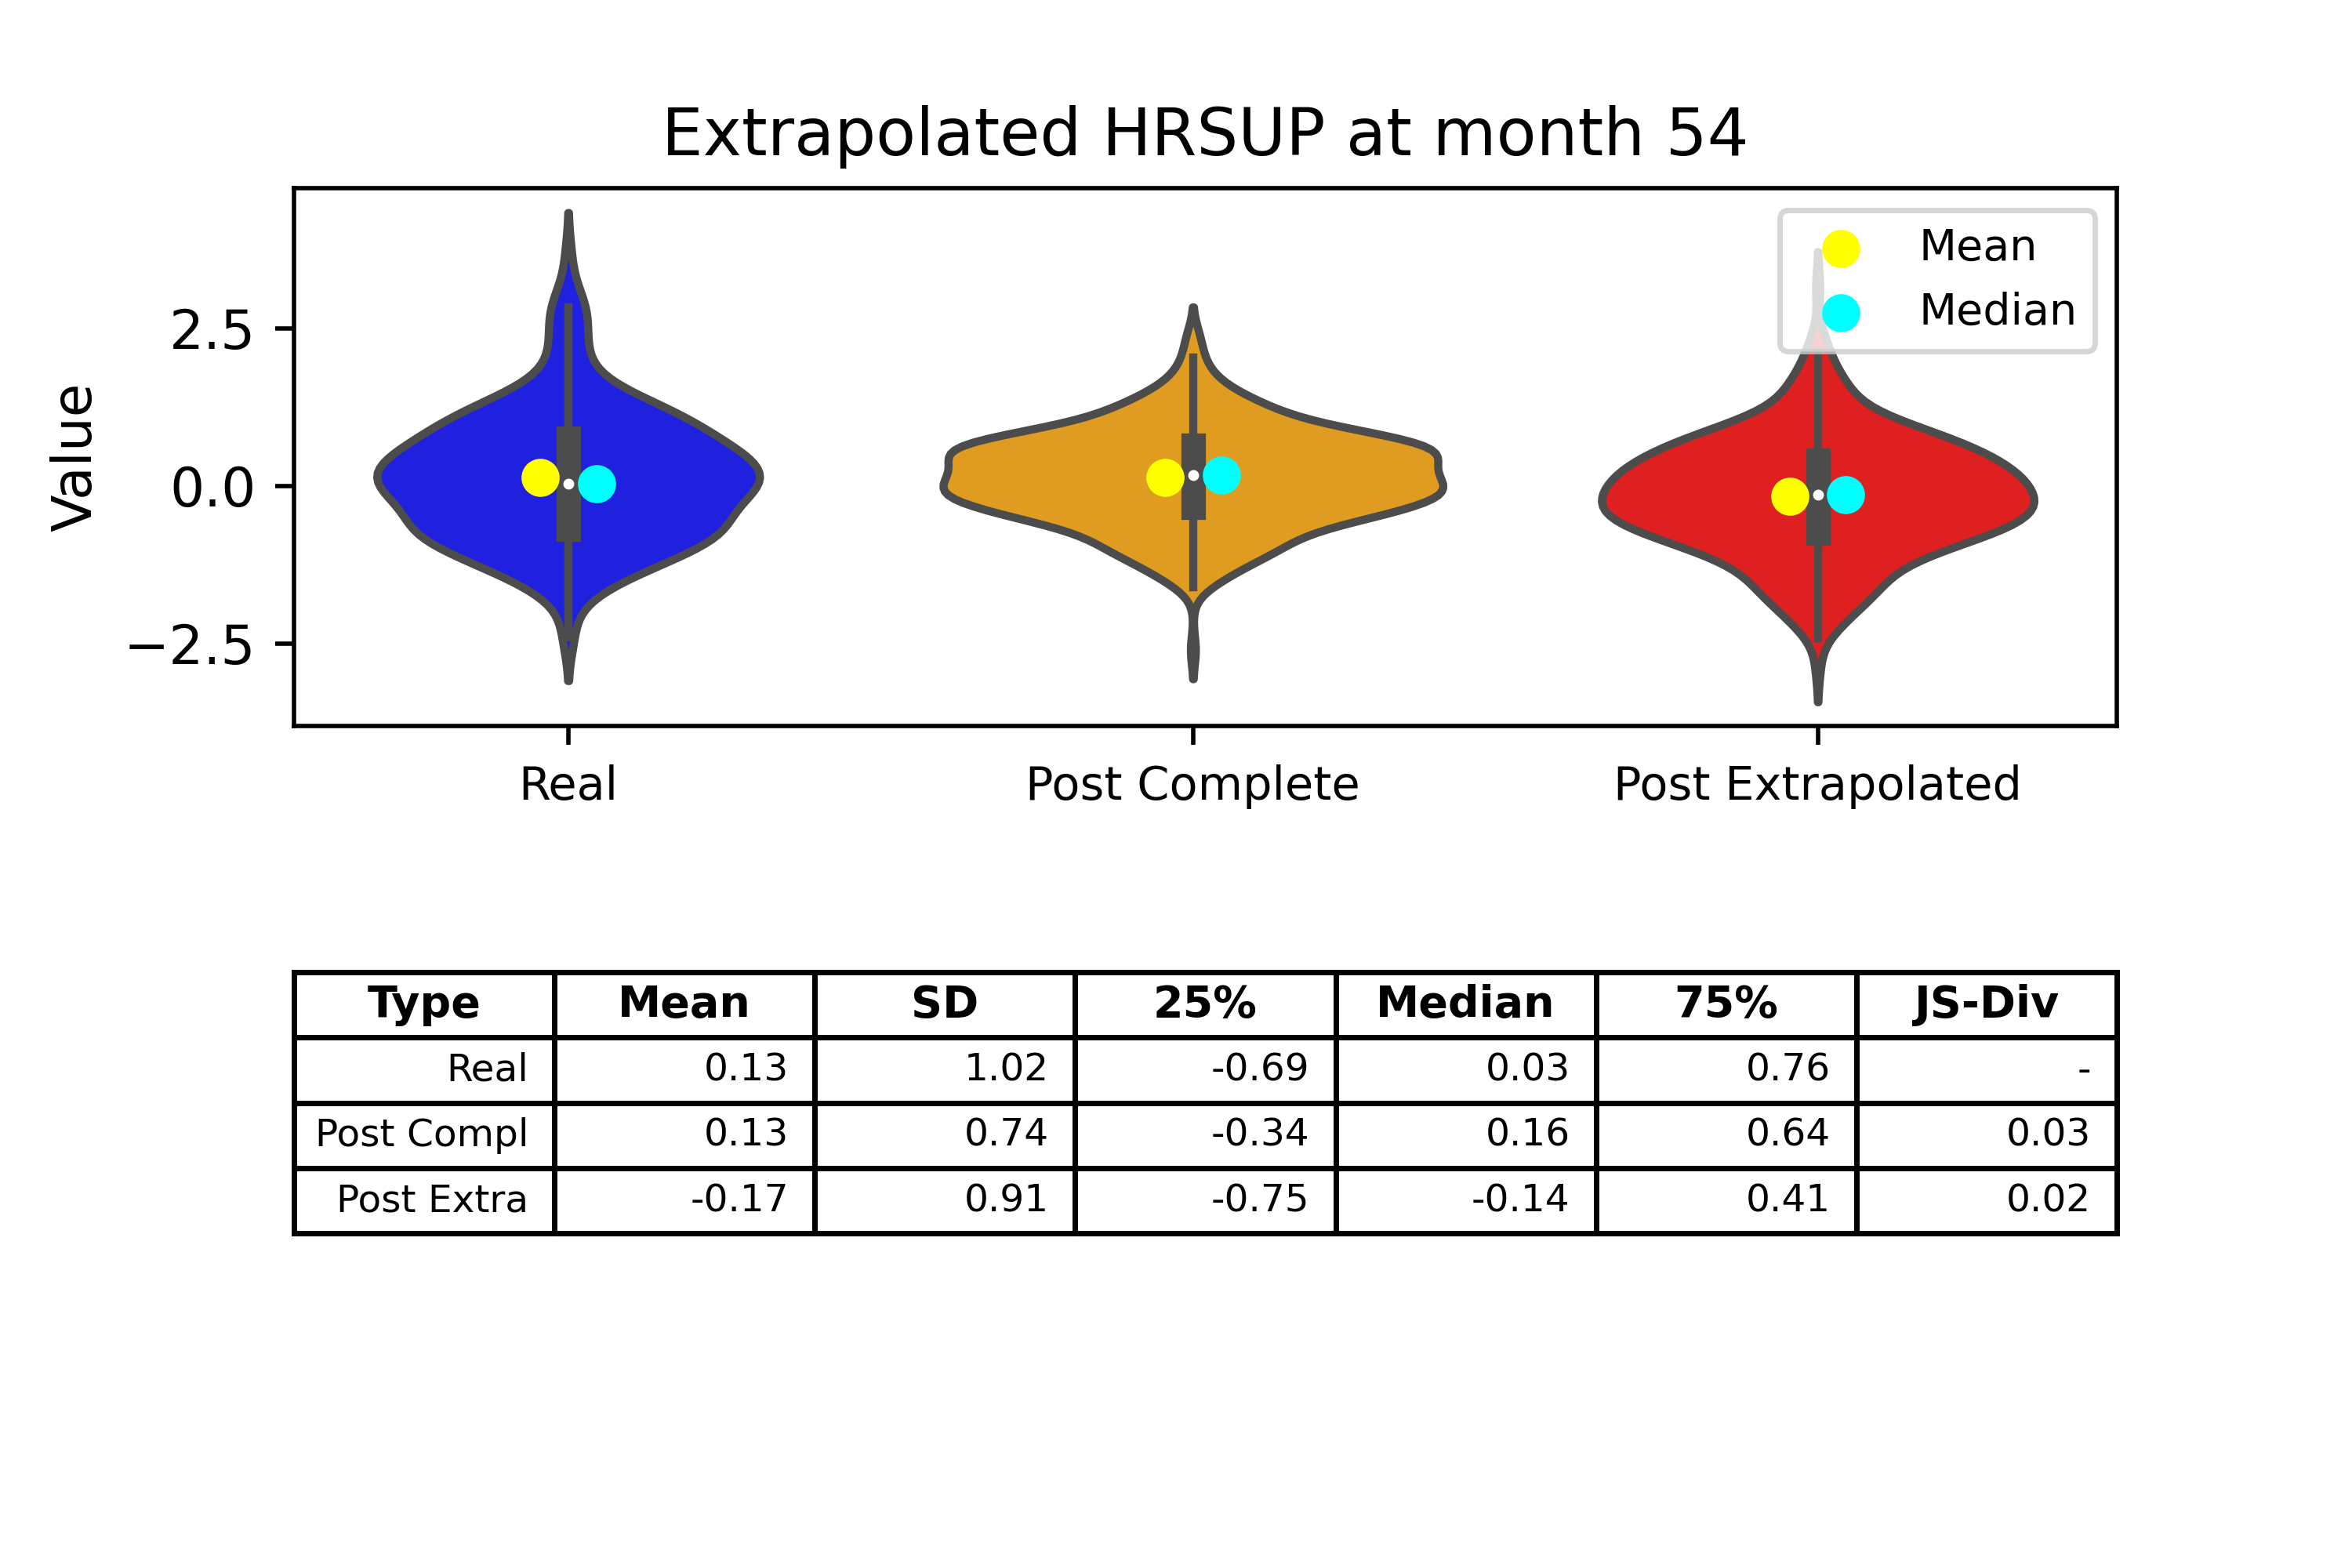 Extrapolated HRSUP at month 54
Mean
Median
Value
2.5
0.0
−2.5
Real Post Complete Post Extrapolated
Type Mean SD 25% Median 75% JS-Div
Real 0.13 1.02 -0.69 0.03 0.76 -
Post Compl 0.13 0.74 -0.34 0.16 0.64 0.03
Post Extra -0.17 0.91 -0.75 -0.14 0.41 0.02